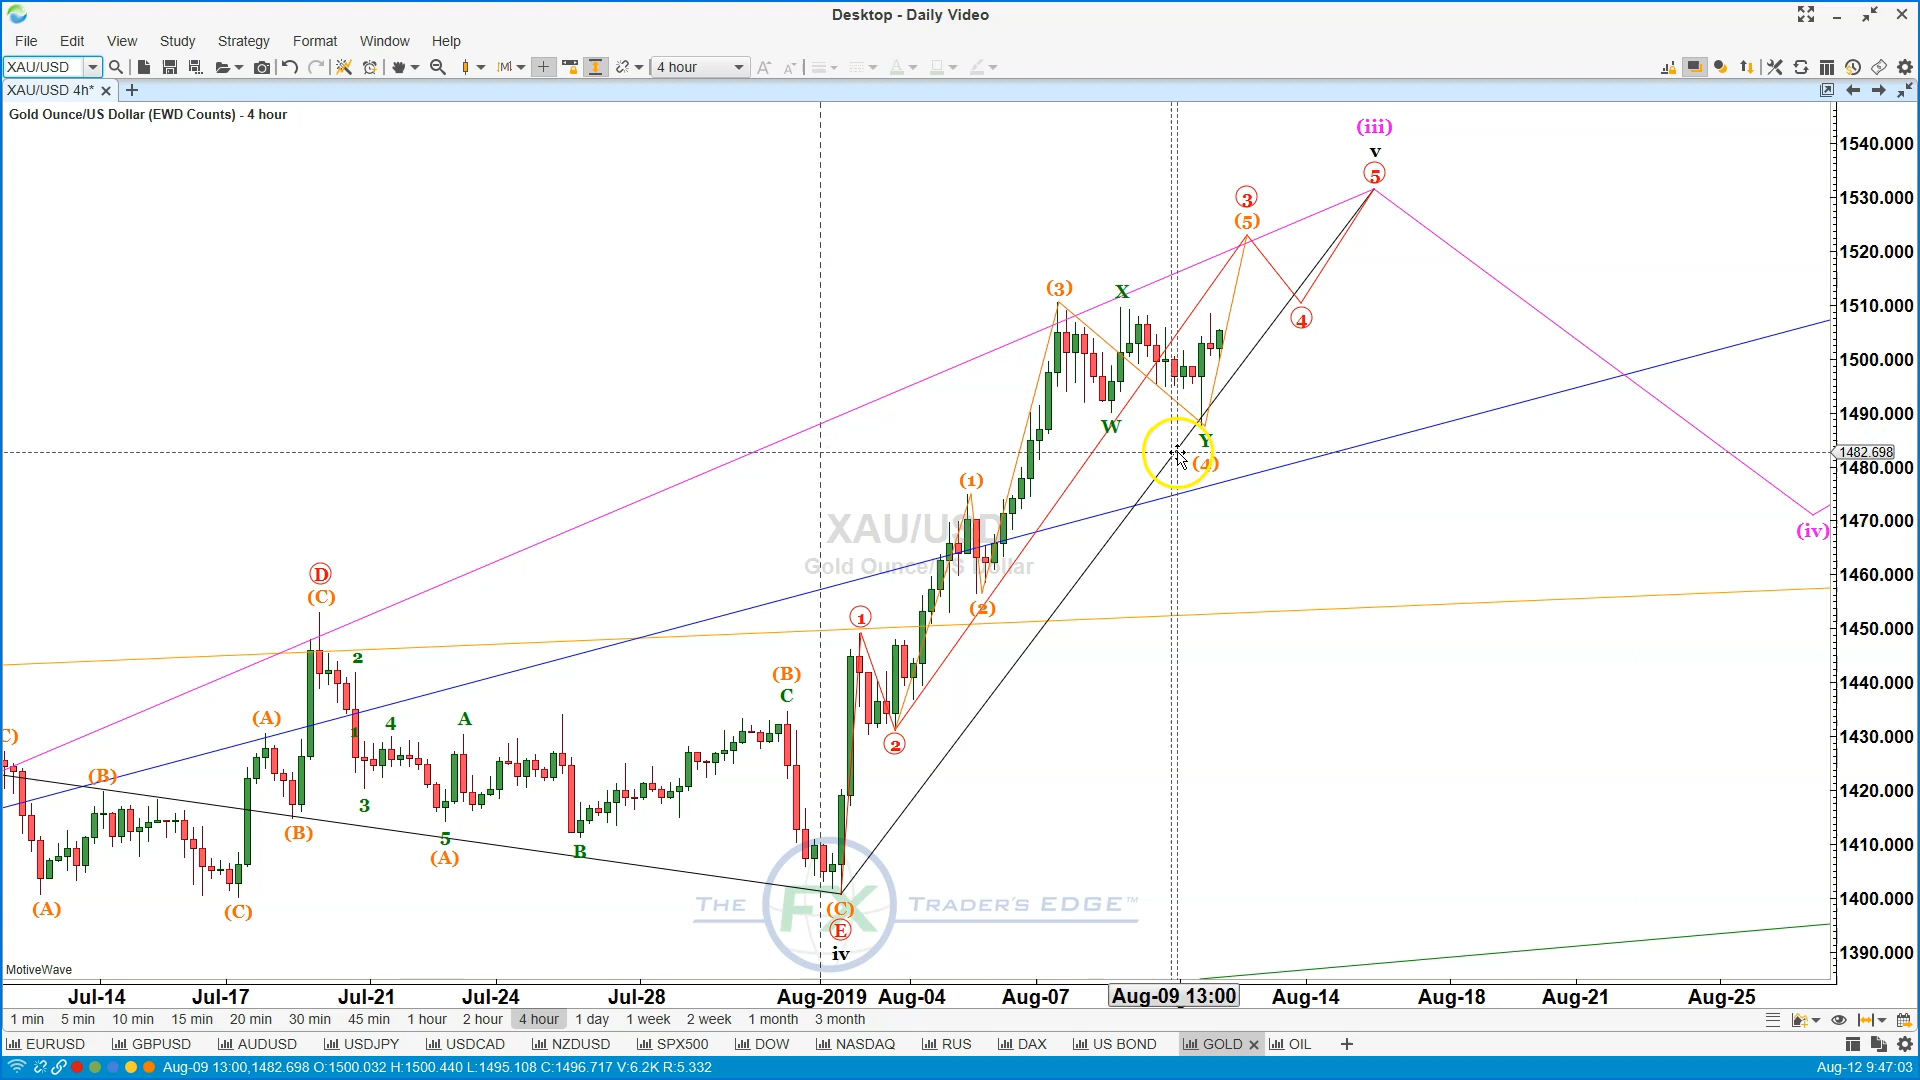 Desktop - Daily Video
File Edit View Study Strategy Format Window Help
XAU/USD 4 hour
XAU/USD 4h*
Gold Ounce/US Dollar (EWD Counts) - 4 hour
(iii)
v
5
3
(5)
4
(3)
X
W
Y
(4)
(iv)
(1)
(2)
1
2
D
(C)
2
1
3
4
5
(A)
A
B
(B)
C
(A)
(B)
(C)
(B)
(A)
C)
(C)
E
iv
XAU/USD
Gold Ounce/US Dollar
THE FX TRADER'S EDGE™
1540.000
1530.000
1520.000
1510.000
1500.000
1490.000
1482.698
1480.000
1470.000
1460.000
1450.000
1440.000
1430.000
1420.000
1410.000
1400.000
1390.000
MotiveWave
Jul-14 Jul-17 Jul-21 Jul-24 Jul-28 Aug-2019 Aug-04 Aug-07 Aug-09 13:00 Aug-14 Aug-18 Aug-21 Aug-25
1 min 5 min 10 min 15 min 20 min 30 min 45 min 1 hour 2 hour 4 hour 1 day 1 week 2 week 1 month 3 month
EURUSD GBPUSD AUDUSD USDJPY USDCAD NZDUSD SPX500 DOW NASDAQ RUS DAX US BOND GOLD OIL
Aug-09 13:00,1482.698 O:1500.032 H:1500.440 L:1495.108 C:1496.717 V:6.2K R:5.332 Aug-12 9:47:03